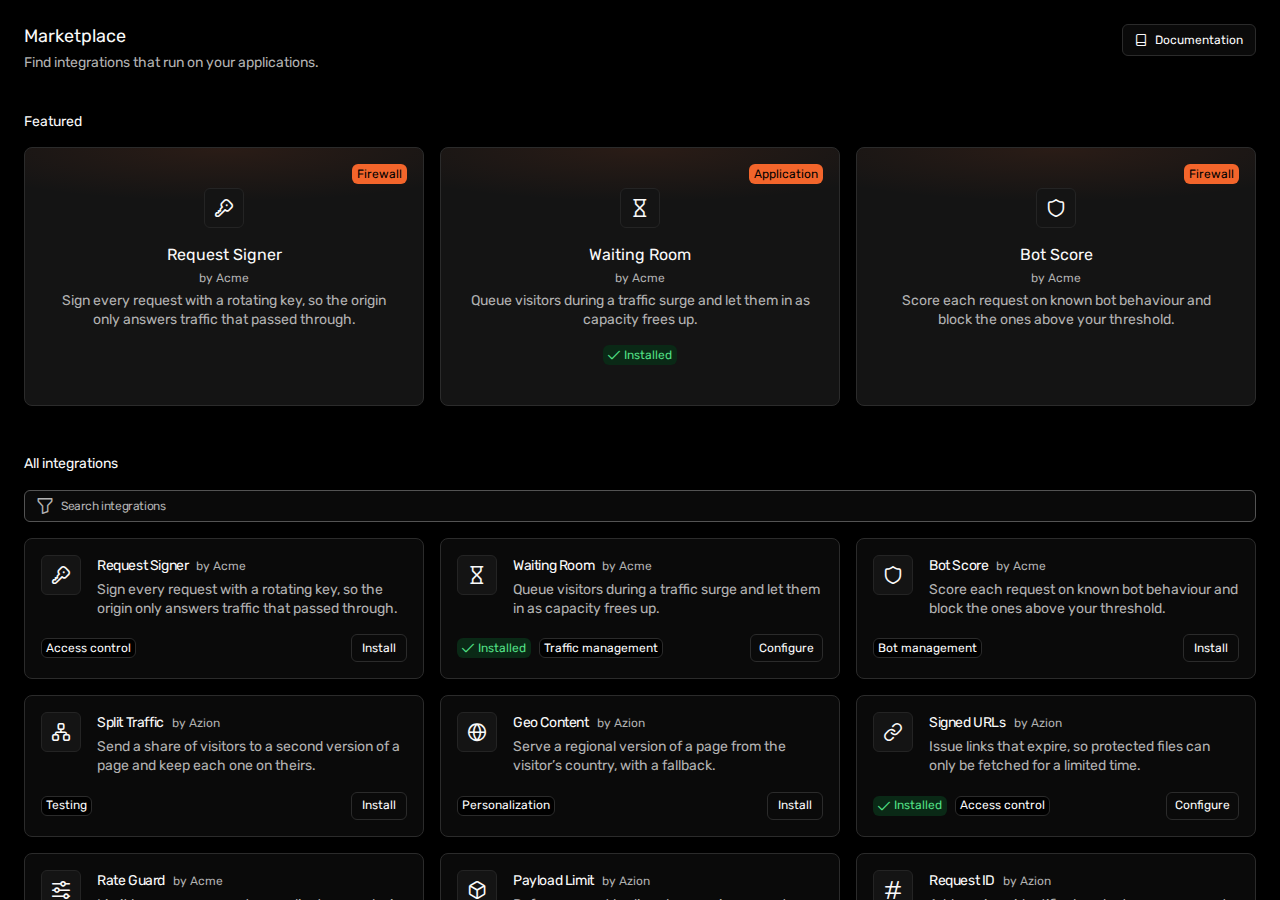 Marketplace
Documentation
Find integrations that run on your applications.
Featured
Firewall
Request Signer
by Acme
Sign every request with a rotating key, so the origin
only answers traffic that passed through.
Application
Waiting Room
by Acme
Queue visitors during a traffic surge and let them in as
capacity frees up.
Installed
Firewall
Bot Score
by Acme
Score each request on known bot behaviour and
block the ones above your threshold.
All integrations
Search integrations
Request Signer by Acme
Sign every request with a rotating key, so the
origin only answers traffic that passed through.
Access control Install
Waiting Room by Acme
Queue visitors during a traffic surge and let them
in as capacity frees up.
Installed Traffic management Configure
Bot Score by Acme
Score each request on known bot behaviour and
block the ones above your threshold.
Bot management Install
Split Traffic by Azion
Send a share of visitors to a second version of a
page and keep each one on theirs.
Testing Install
Geo Content by Azion
Serve a regional version of a page from the
visitor's country, with a fallback.
Personalization Install
Signed URLs by Azion
Issue links that expire, so protected files can
only be fetched for a limited time.
Installed Access control Configure
Rate Guard by Acme
Payload Limit by Azion
Request ID by Azion